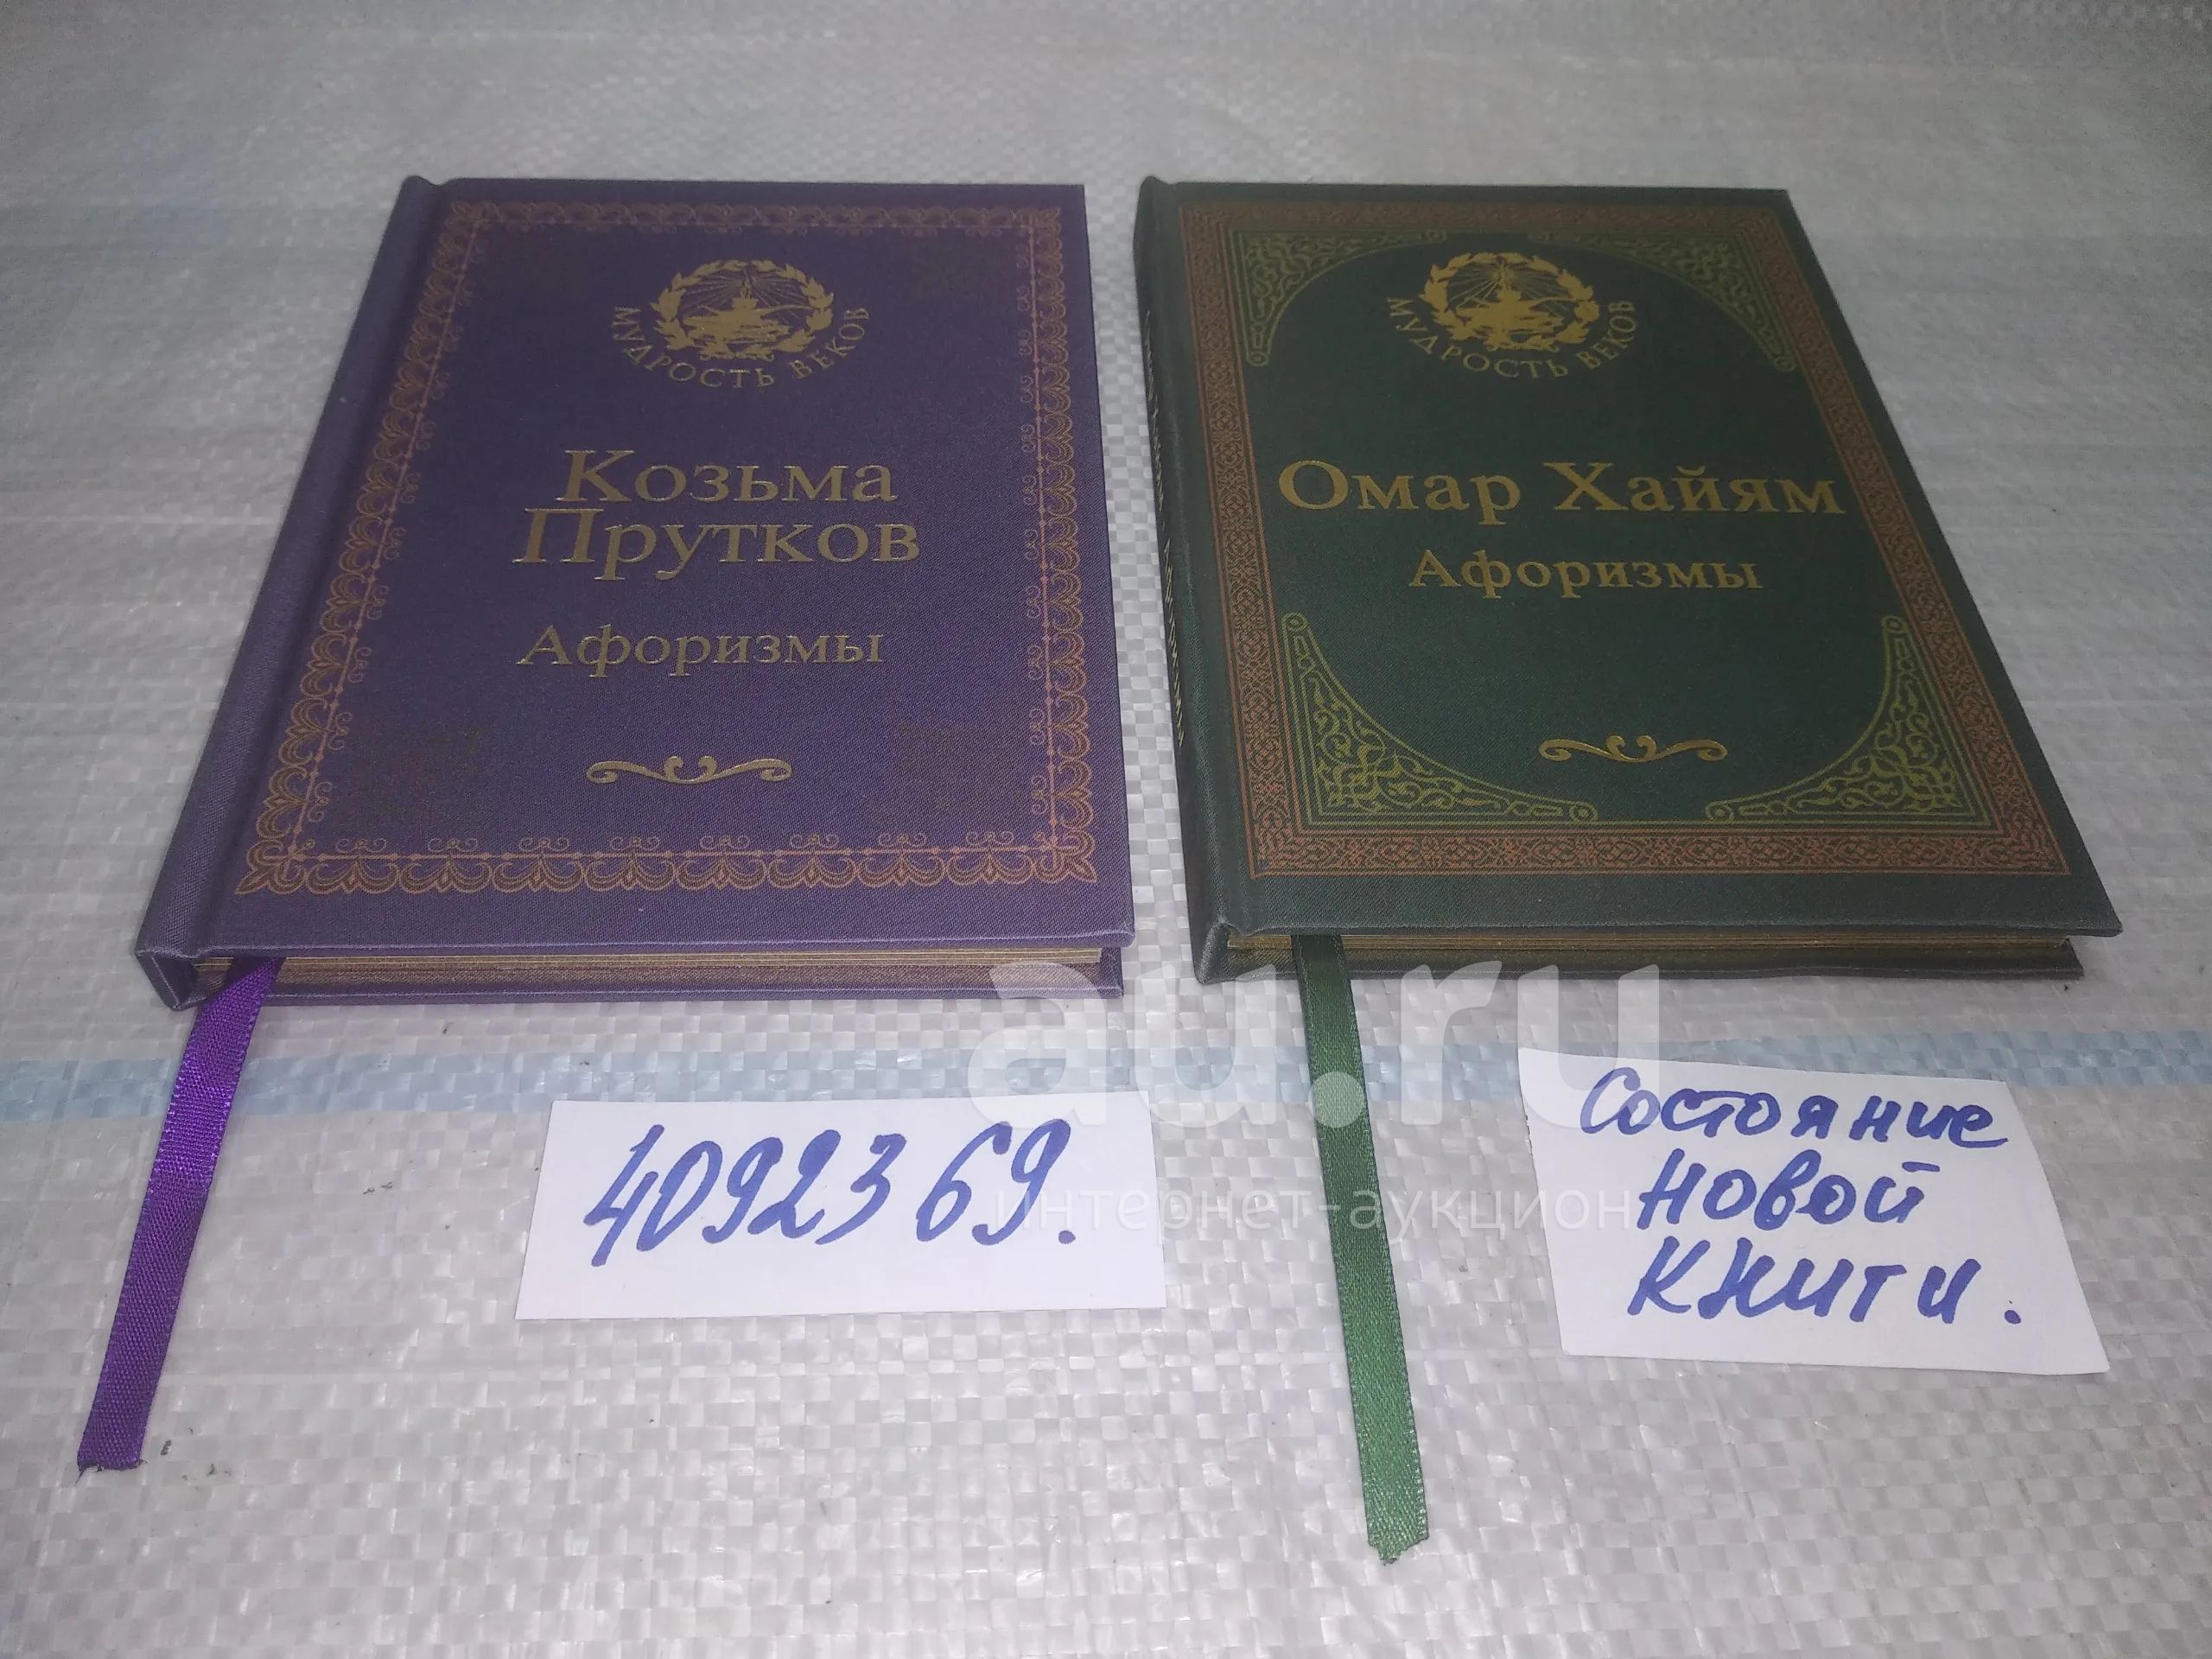 МУДРОСТЬ ВЕКОВ
Козьма
Прутков
Афоризмы
МУДРОСТЬ ВЕКОВ
Омар Хайям
Афоризмы
au.ru
интернет-аукцион
4092369.
Состояние
новой
книги.